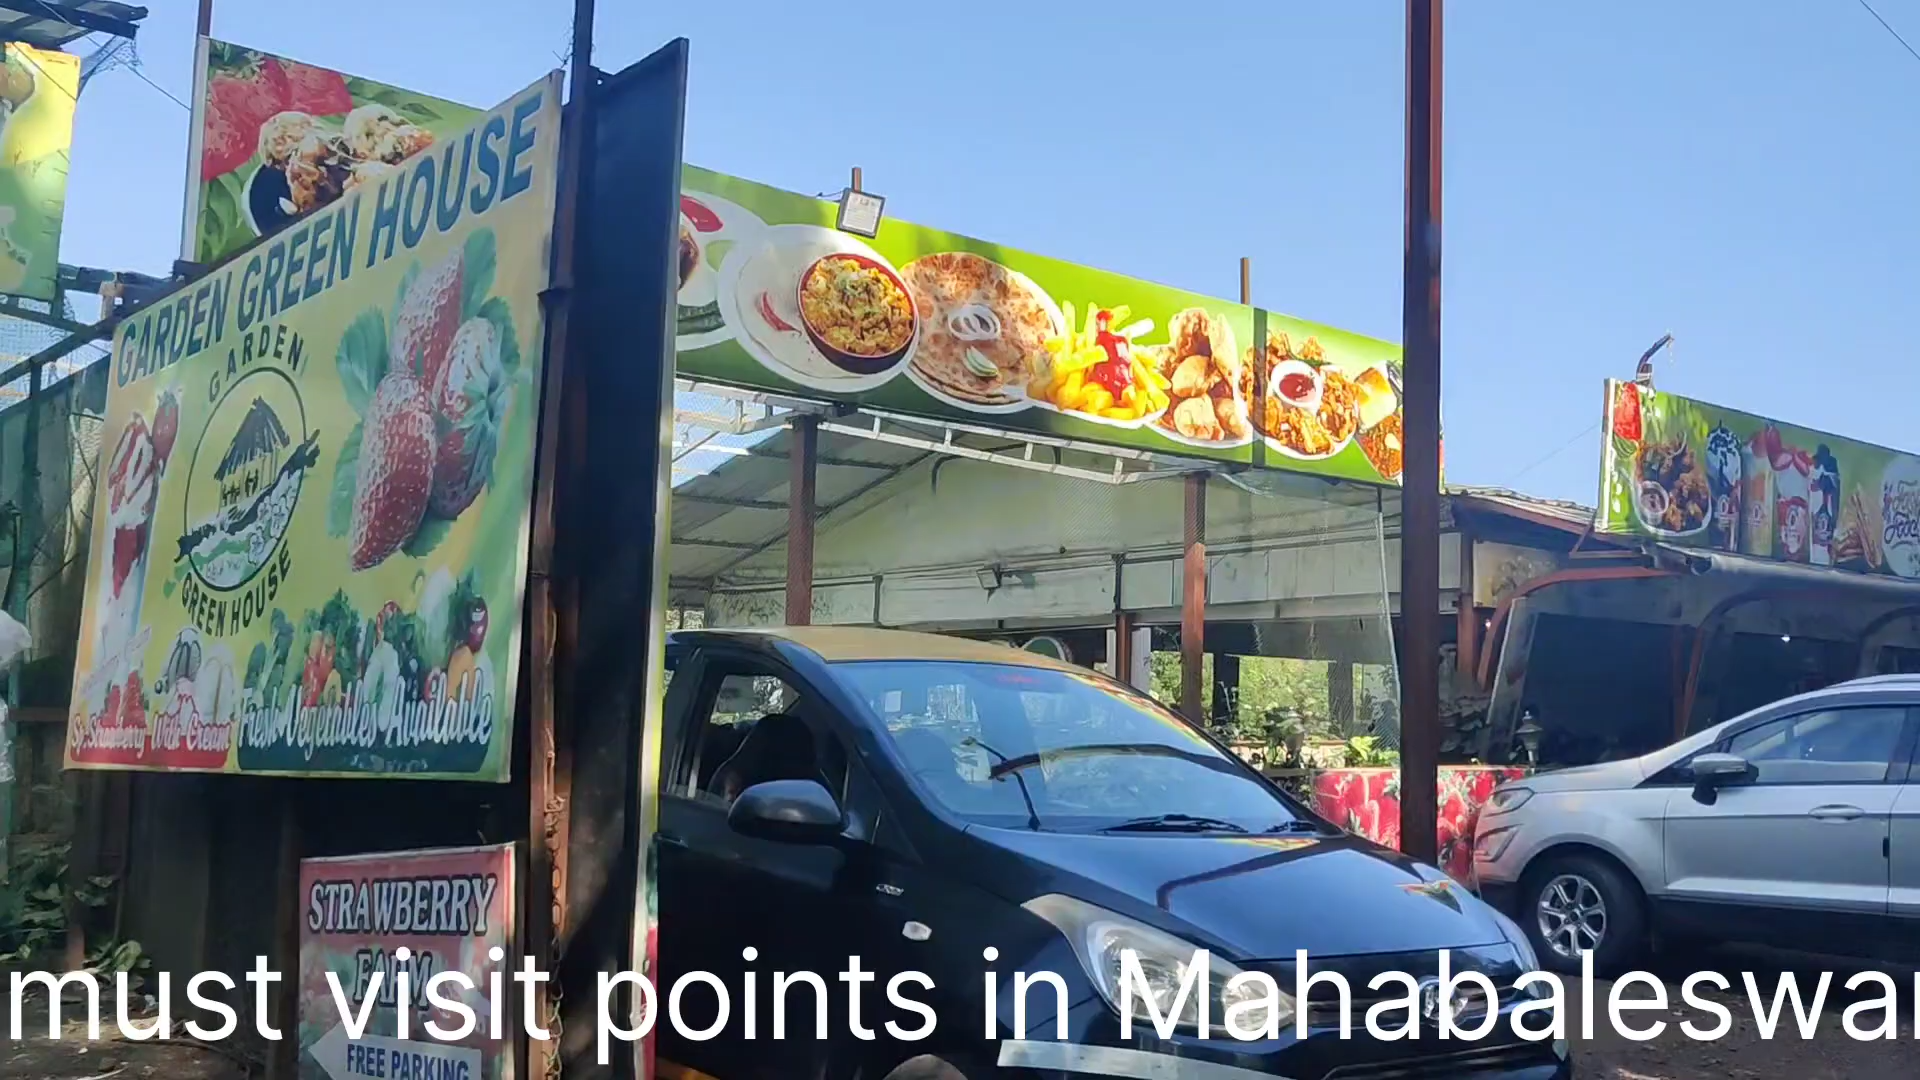 GARDEN GREEN HOUSE
GARDEN
GREEN HOUSE
Sp. Strawberry With Cream
Fresh Vegetables Available
STRAWBERRY
FARM
FREE PARKING
must visit points in Mahabaleswar